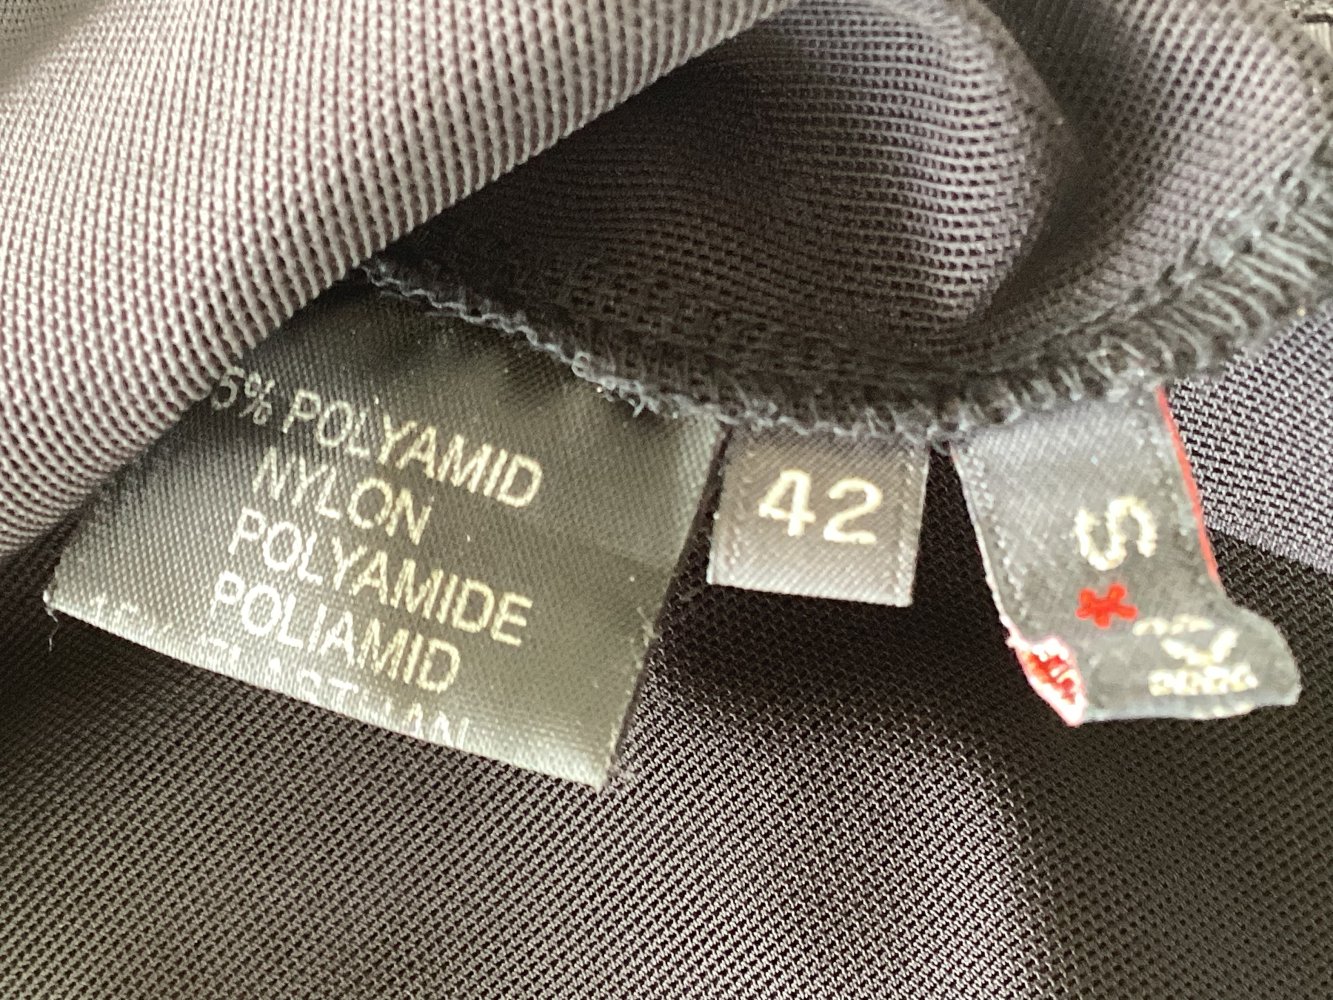 5% POLYAMID
NYLON
POLYAMIDE
POLIAMID
42
S
*